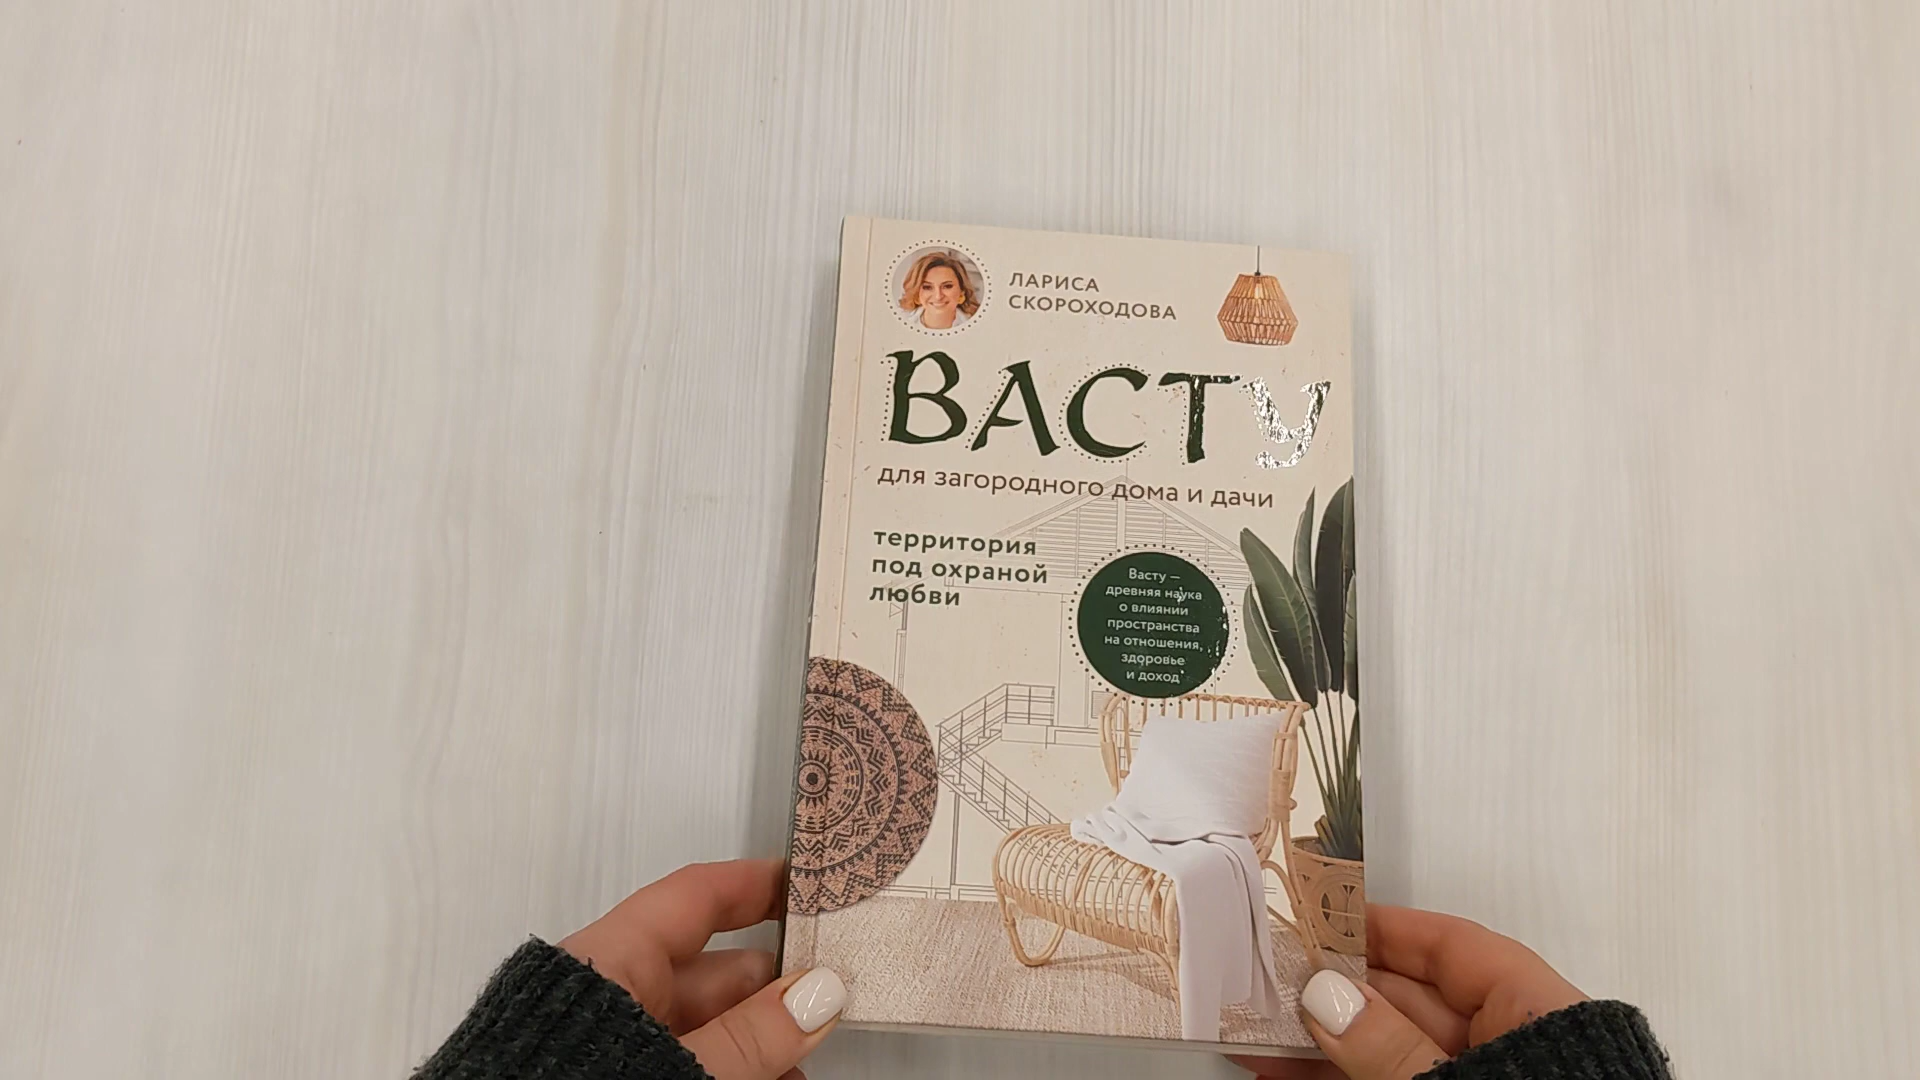 ЛАРИСА
СКОРОХОДОВА
ВАСТУ
для загородного дома и дачи
территория
под охраной
любви
Васту —
древняя наука
о влиянии
пространства
на отношения,
здоровье
и доход